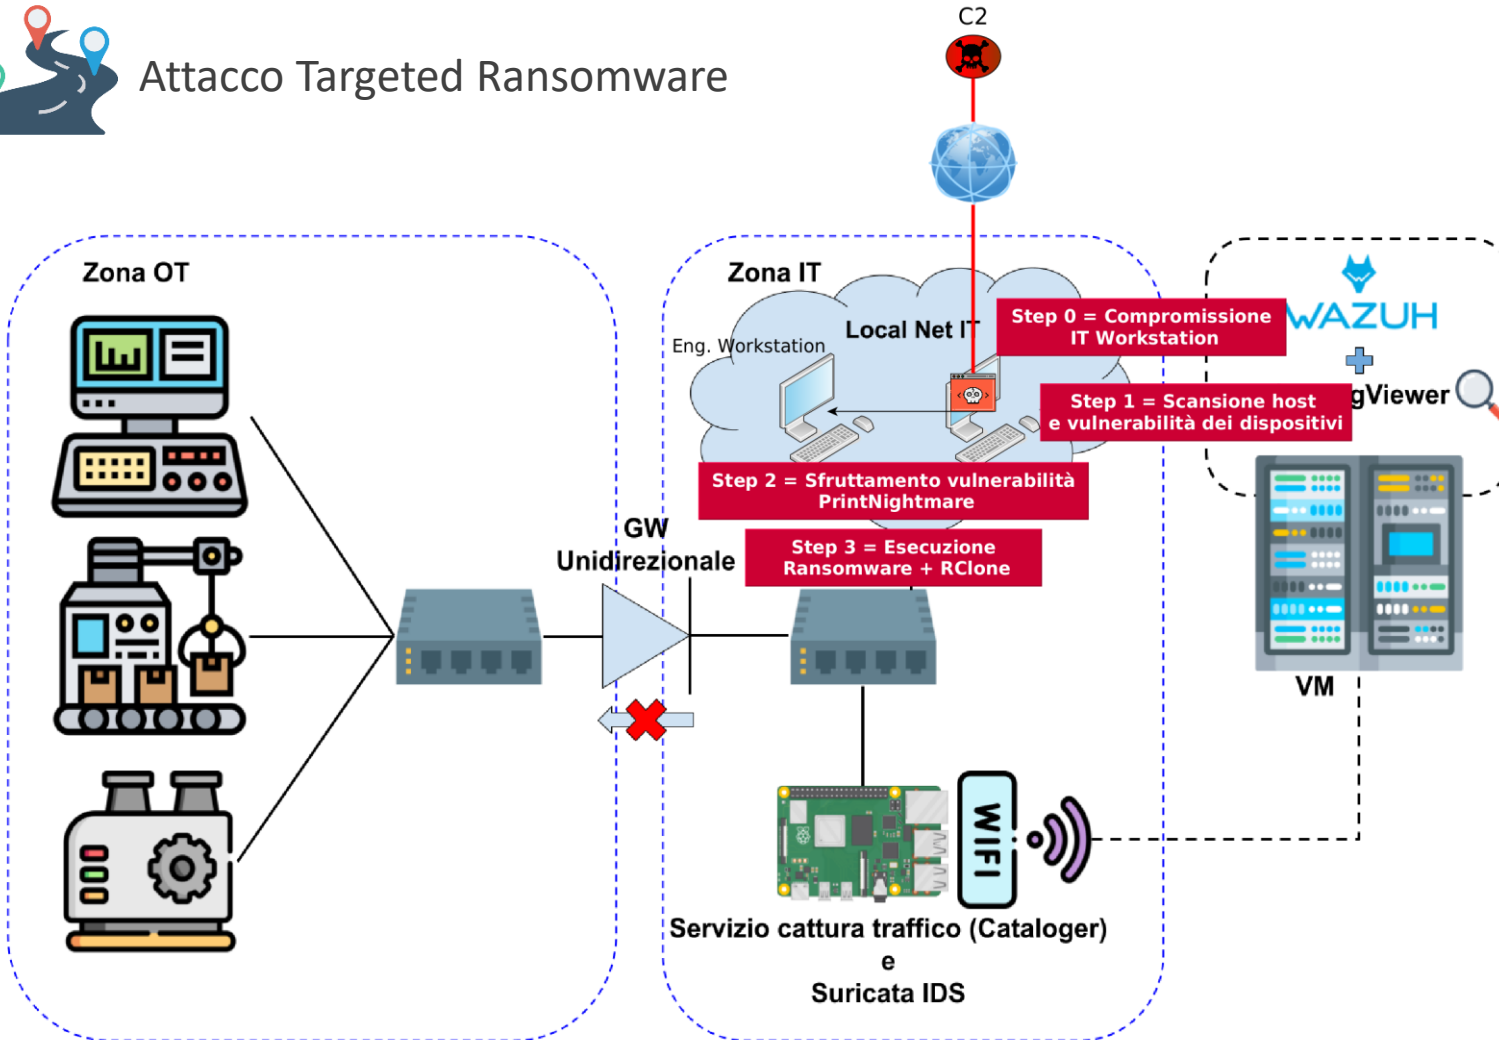 C2
Attacco Targeted Ransomware
Zona OT
Zona IT
Local Net IT
Eng. Workstation
Step 0 = Compromissione
IT Workstation
WAZUH
Step 1 = Scansione host
e vulnerabilità dei dispositivi
gViewer
Step 2 = Sfruttamento vulnerabilità
PrintNightmare
GW
Unidirezionale
Step 3 = Esecuzione
Ransomware + RClone
VM
WIFI
Servizio cattura traffico (Cataloger)
e
Suricata IDS